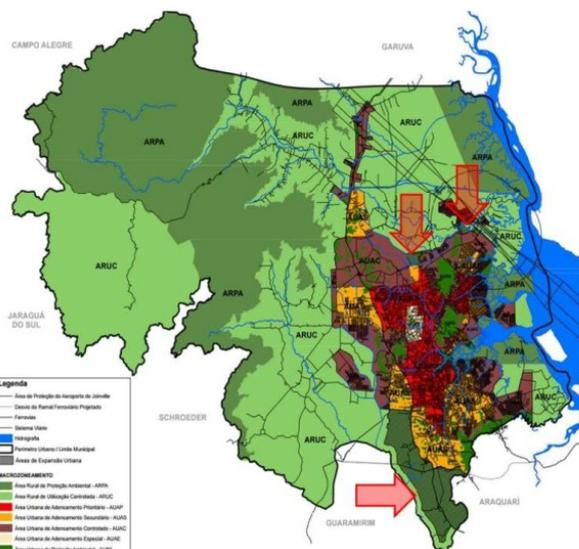 CAMPO ALEGRE
GARUVA
ARPA
ARUC
ARPA
ARUC
ARPA
ARUC
AUAC
ARUC
ARPA
ARPA
JARAGUÁ
DO SUL
ARUC
ARPA
ARUC
SCHROEDER
ARUC
GUARAMIRIM
ARAQUARÍ
Legenda
Área de Proteção do Aeroporto de Joinville
Desvio do Ramal Ferroviário Projetado
Ferrovias
Sistema Viário
Hidrografia
Perímetro Urbano / Limite Municipal
Áreas de Expansão Urbana
MACROZONEAMENTO
Área Rural de Proteção Ambiental - ARPA
Área Rural de Utilização Controlada - ARUC
Área Urbana de Adensamento Prioritário - AUAP
Área Urbana de Adensamento Secundário - AUAS
Área Urbana de Adensamento Controlado - AUAC
Área Urbana de Adensamento Especial - AUAE